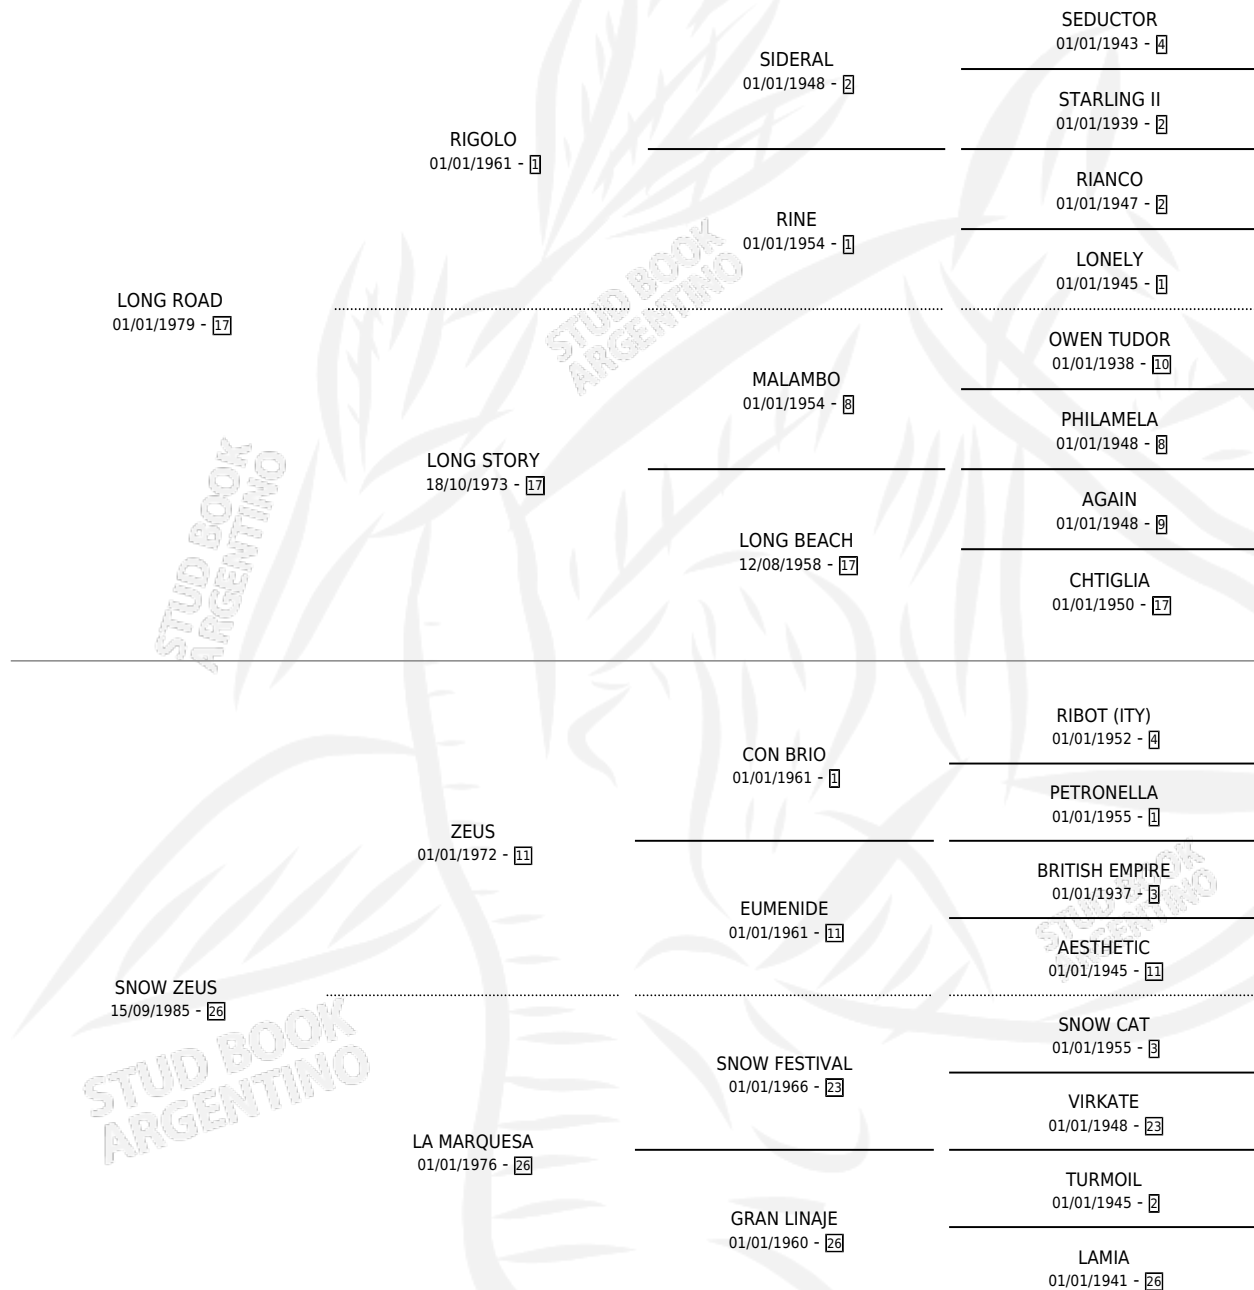 SEDUCTOR
01/01/1943 - 4
SIDERAL
01/01/1948 - 2
STARLING II
01/01/1939 - 2
RIGOLO
01/01/1961 - 1
RIANCO
01/01/1947 - 2
RINE
01/01/1954 - 1
LONELY
01/01/1945 - 1
LONG ROAD
01/01/1979 - 17
OWEN TUDOR
01/01/1938 - 10
MALAMBO
01/01/1954 - 8
PHILAMELA
01/01/1948 - 8
LONG STORY
18/10/1973 - 17
AGAIN
01/01/1948 - 9
LONG BEACH
12/08/1958 - 17
CHTIGLIA
01/01/1950 - 17
RIBOT (ITY)
01/01/1952 - 4
CON BRIO
01/01/1961 - 1
PETRONELLA
01/01/1955 - 1
ZEUS
01/01/1972 - 11
BRITISH EMPIRE
01/01/1937 - 3
EUMENIDE
01/01/1961 - 11
AESTHETIC
01/01/1945 - 11
SNOW ZEUS
15/09/1985 - 26
SNOW CAT
01/01/1955 - 3
SNOW FESTIVAL
01/01/1966 - 23
VIRKATE
01/01/1948 - 23
LA MARQUESA
01/01/1976 - 26
TURMOIL
01/01/1945 - 2
GRAN LINAJE
01/01/1960 - 26
LAMIA
01/01/1941 - 26
STUD BOOK
ARGENTINO
STUD BOOK
ARGENTINO
STUD BOOK
ARGENTINO
STUD BOOK
ARGENTINO